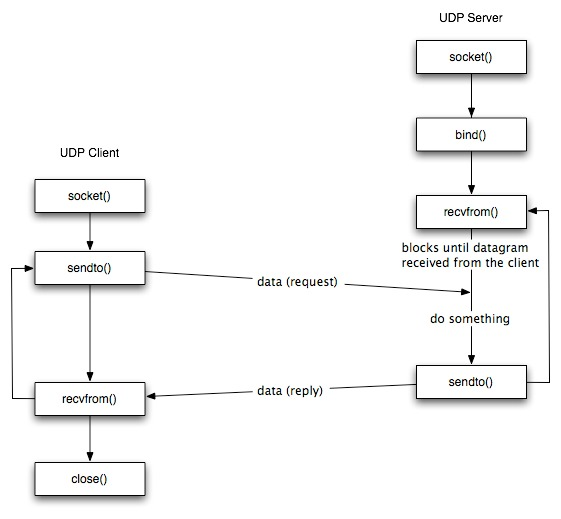 UDP Server
socket()
bind()
UDP Client
socket()
recvfrom()
blocks until datagram
received from the client
sendto()
data (request)
do something
sendto()
data (reply)
recvfrom()
close()